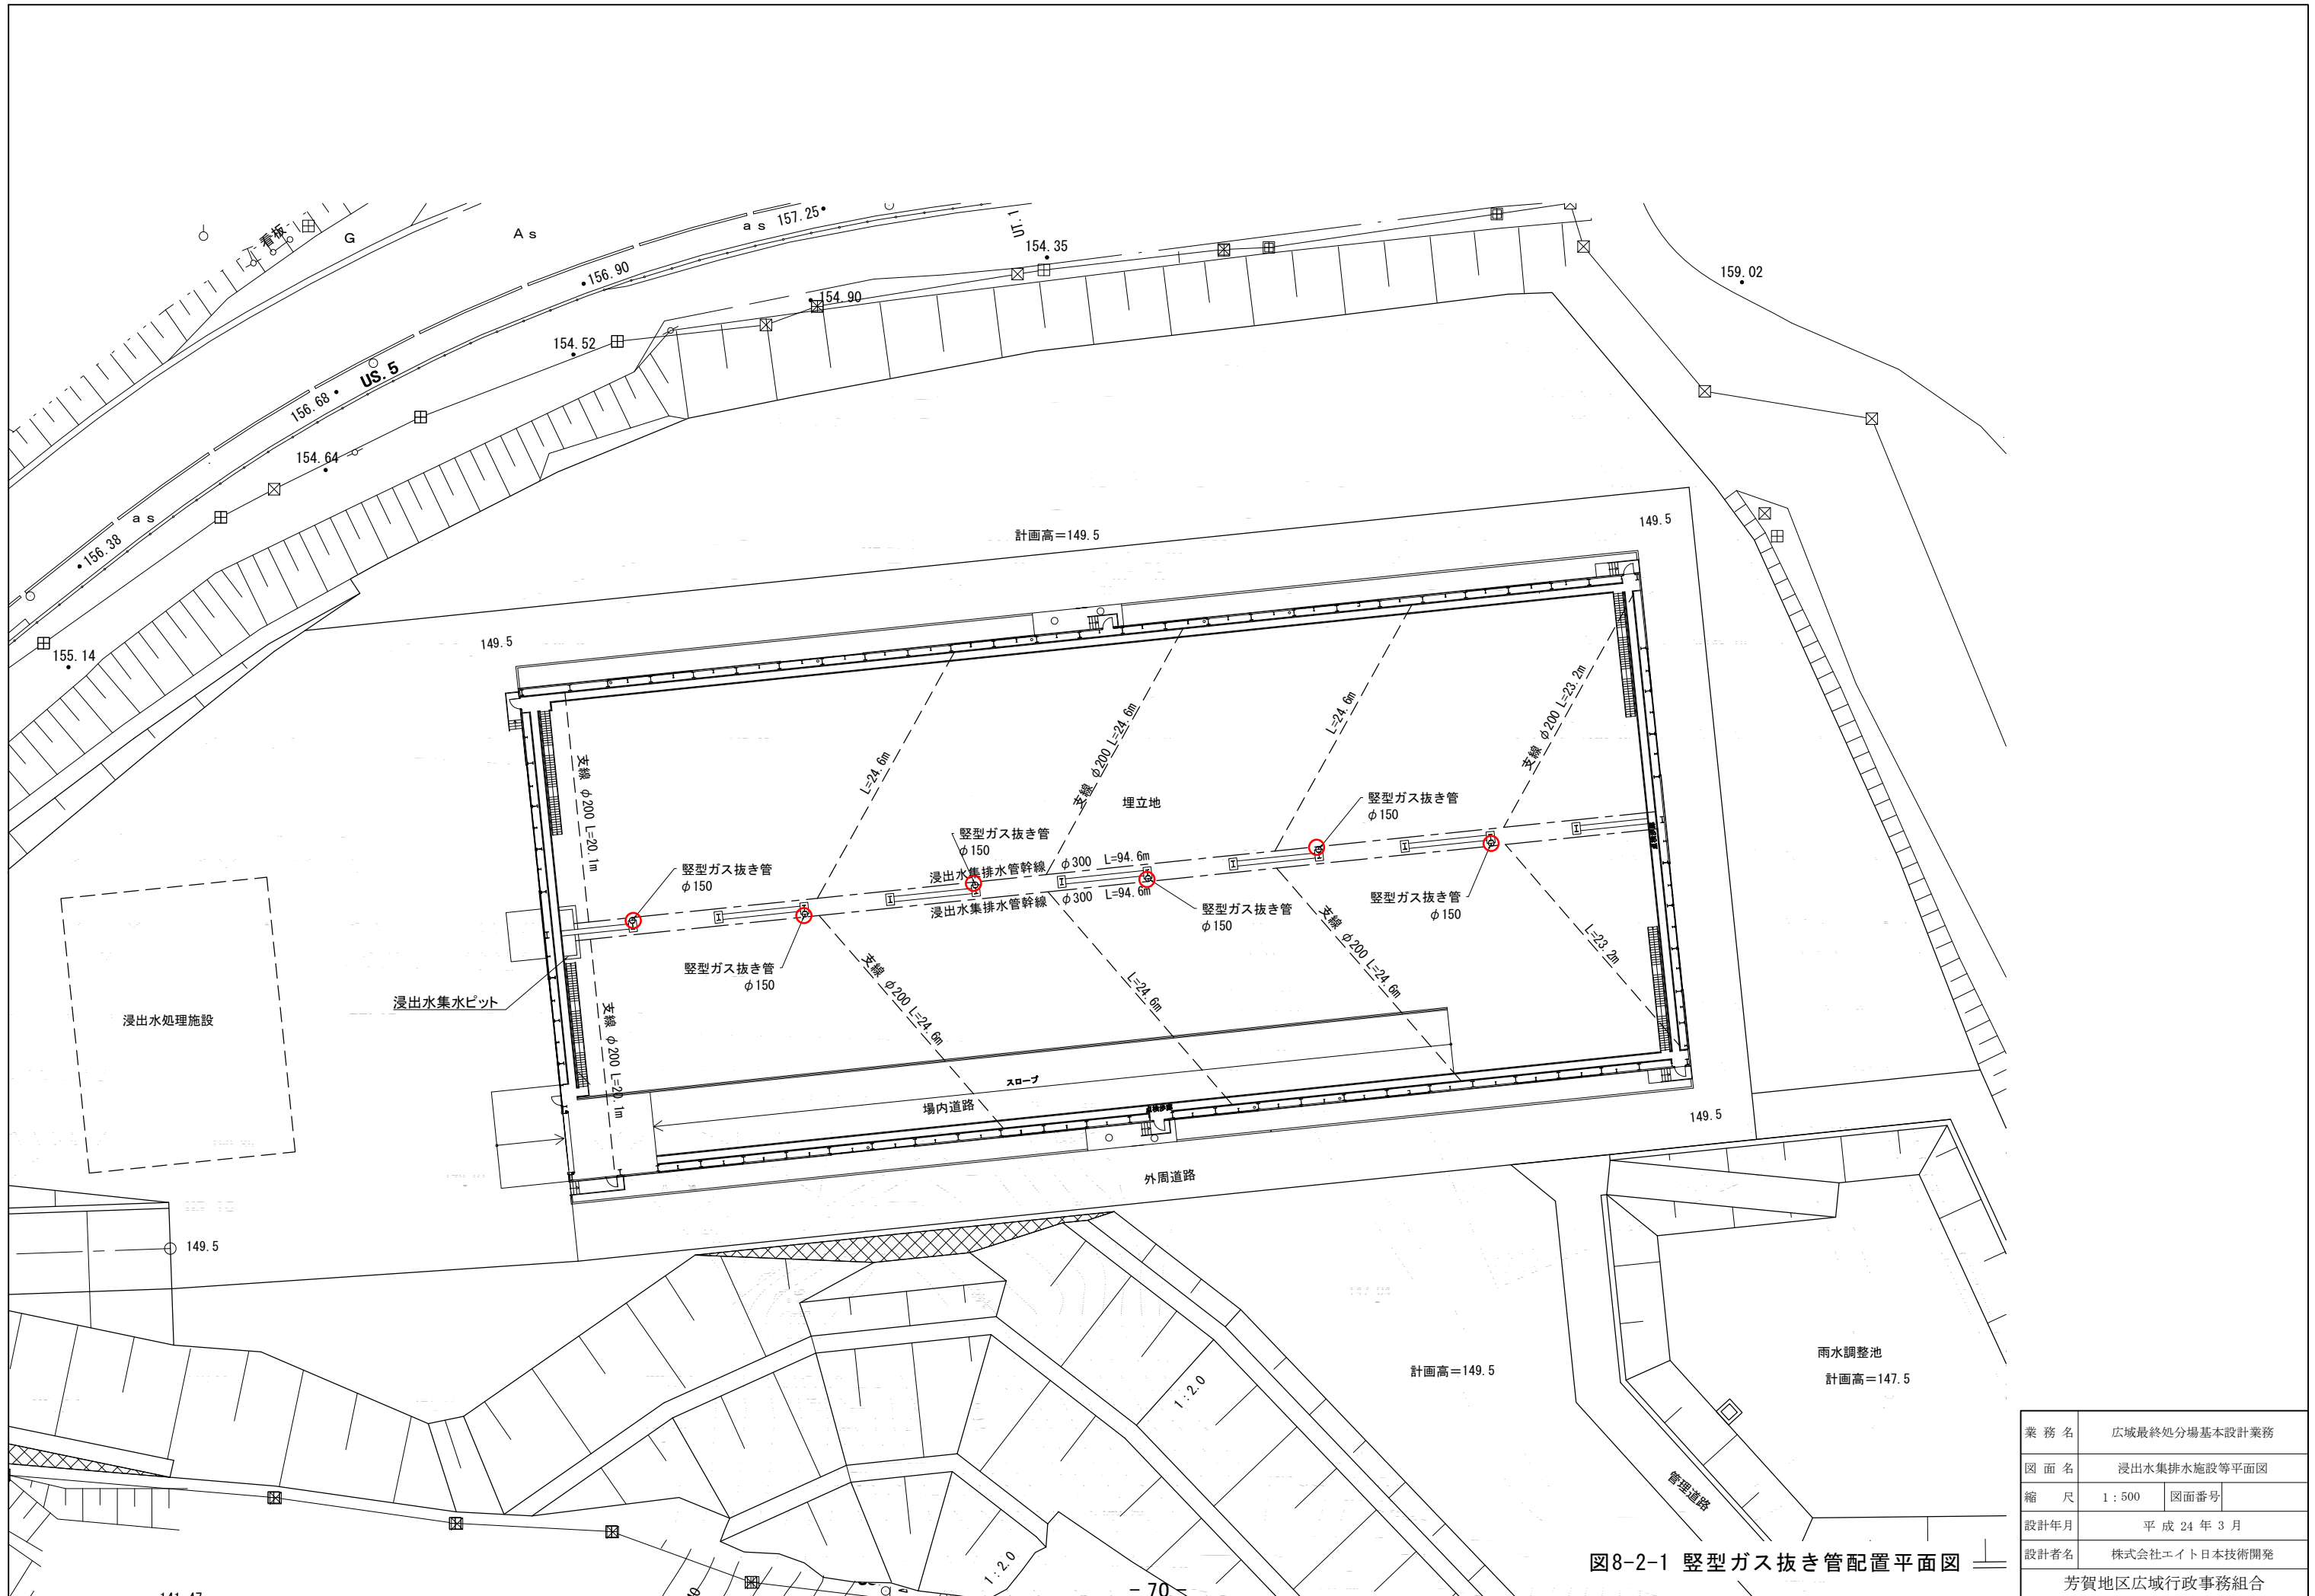 看板
G
As
as
157.25
UT.1
154.35
156.90
154.90
159.02
154.52
US.5
156.68
154.64
as
156.38
155.14
計画高=149.5
149.5
149.5
支線 φ200 L=20.1m
L=24.6m
支線 φ200 L=24.6m
L=24.6m
支線 φ200 L=23.2m
埋立地
竪型ガス抜き管
φ150
竪型ガス抜き管
φ150
竪型ガス抜き管
φ150
浸出水集排水管幹線 φ300 L=94.6m
浸出水集排水管幹線 φ300 L=94.6m
竪型ガス抜き管
φ150
竪型ガス抜き管
φ150
竪型ガス抜き管
φ150
浸出水集水ピット
浸出水処理施設
支線 φ200 L=20.1m
支線 φ200 L=24.6m
L=24.6m
支線 φ200 L=24.6m
L=23.2m
スロープ
場内道路
外周道路
149.5
149.5
計画高=149.5
雨水調整池
計画高=147.5
1:2.0
1:2.0
管理道路
141.47
図8-2-1 竪型ガス抜き管配置平面図
- 70 -
業務名 広域最終処分場基本設計業務
図面名 浸出水集排水施設等平面図
縮尺 1:500 図面番号
設計年月 平成24年3月
設計者名 株式会社エイト日本技術開発
芳賀地区広域行政事務組合